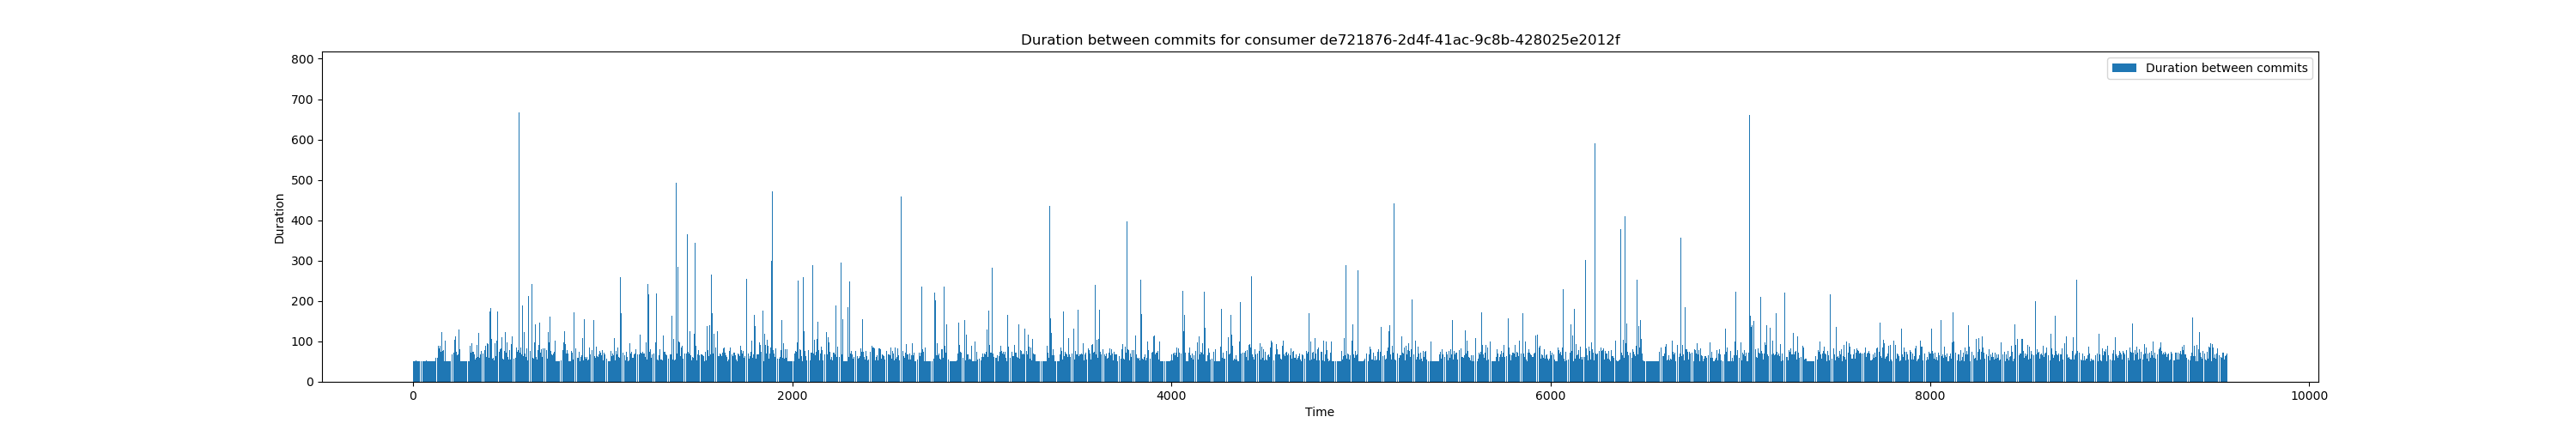 Duration between commits for consumer de721876-2d4f-41ac-9c8b-428025e2012f
Duration between commits
800
700
600
500
400
300
200
100
0
Duration
0 2000 4000 6000 8000 10000
Time